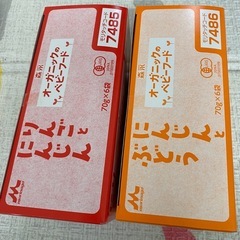 7485
森永
オーガニックの
ベビーフード
70g×6袋
りんごと
にんじん
7486
森永
オーガニックの
ベビーフード
70g×6袋
にんじんと
ぶどう